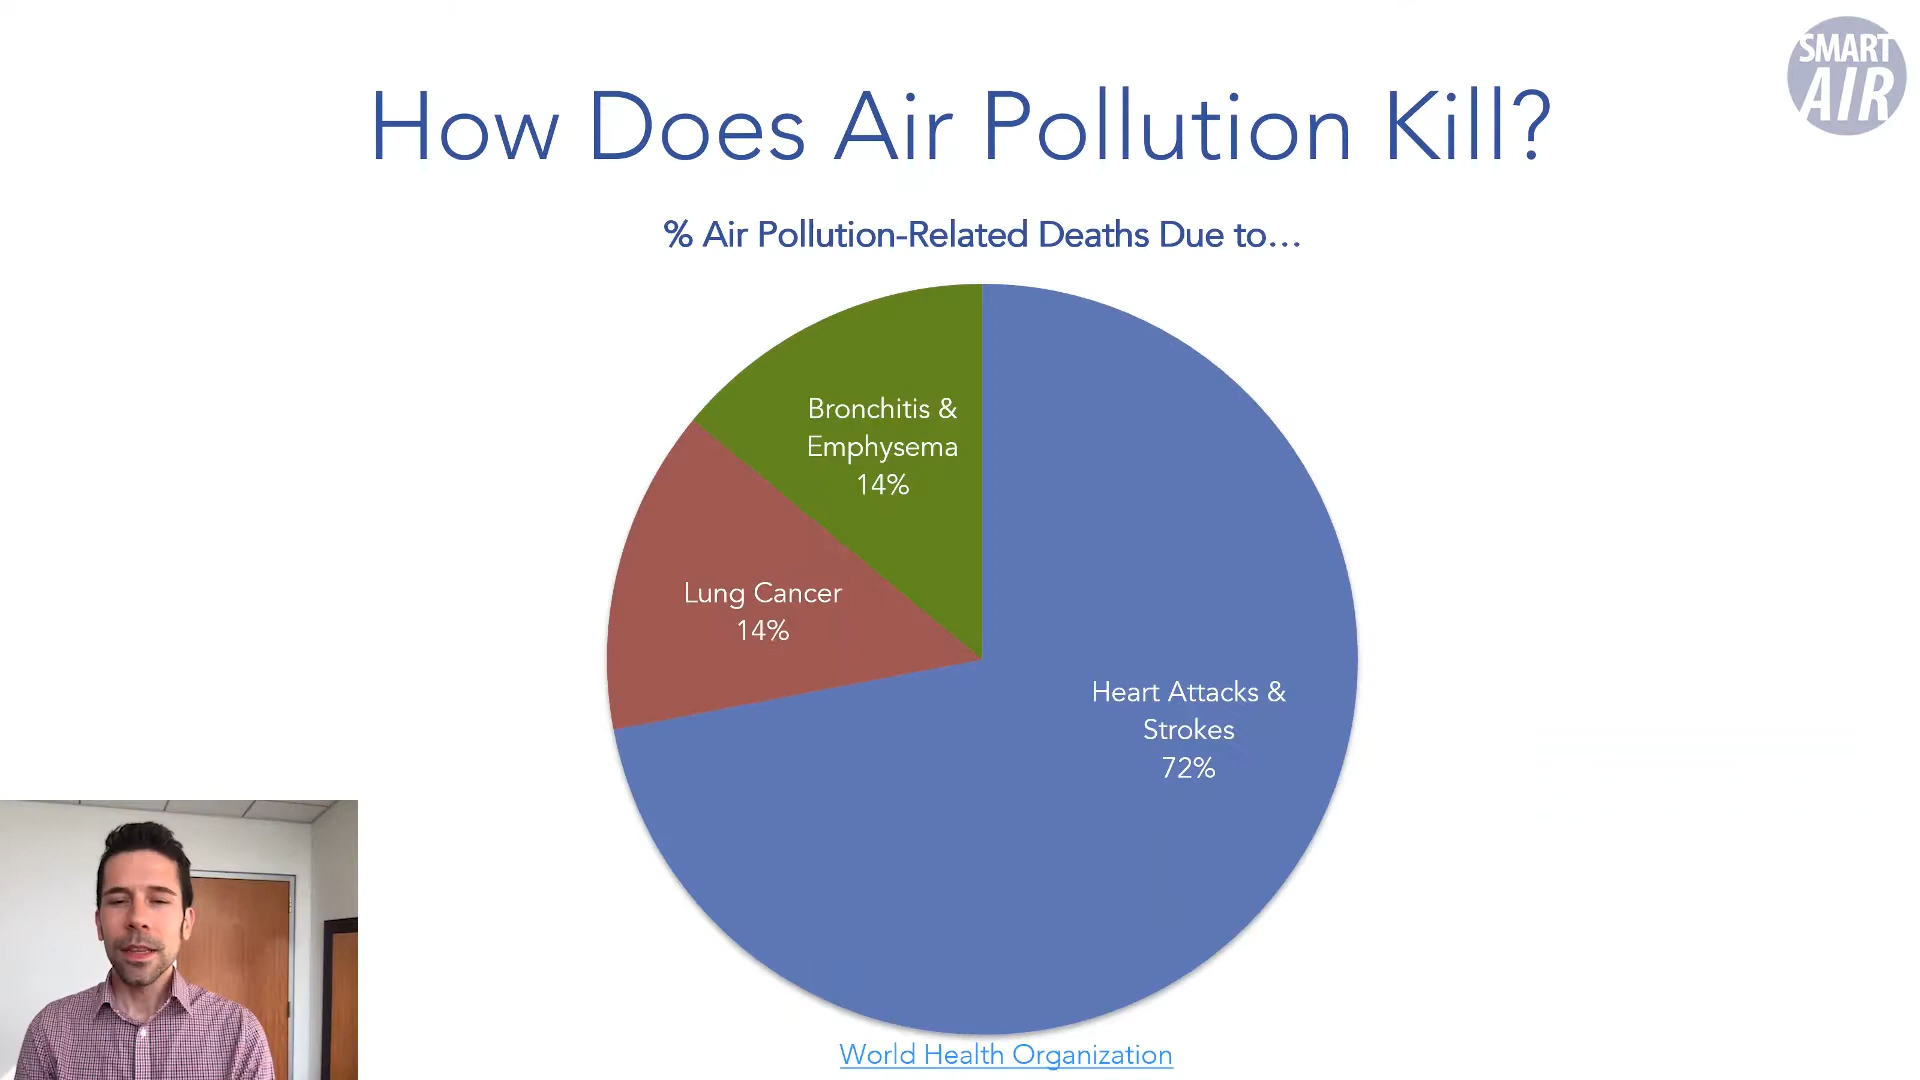 SMART
AIR
How Does Air Pollution Kill?
% Air Pollution-Related Deaths Due to…
Bronchitis &
Emphysema
14%
Lung Cancer
14%
Heart Attacks &
Strokes
72%
World Health Organization